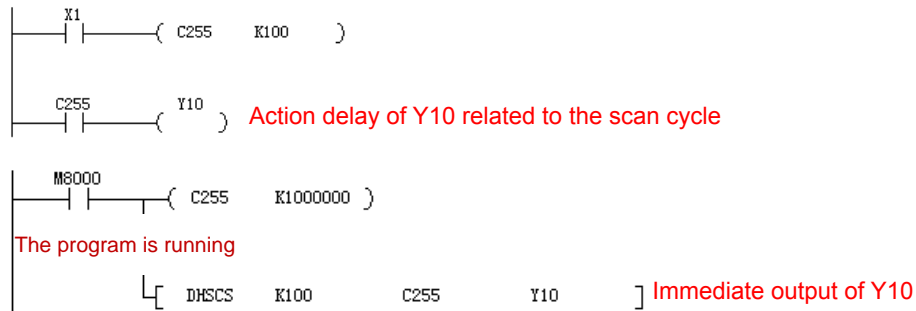 X1
C255 K100
C255 Y10 Action delay of Y10 related to the scan cycle
M8000
C255 K1000000
The program is running
DHSCS K100 C255 Y10 Immediate output of Y10